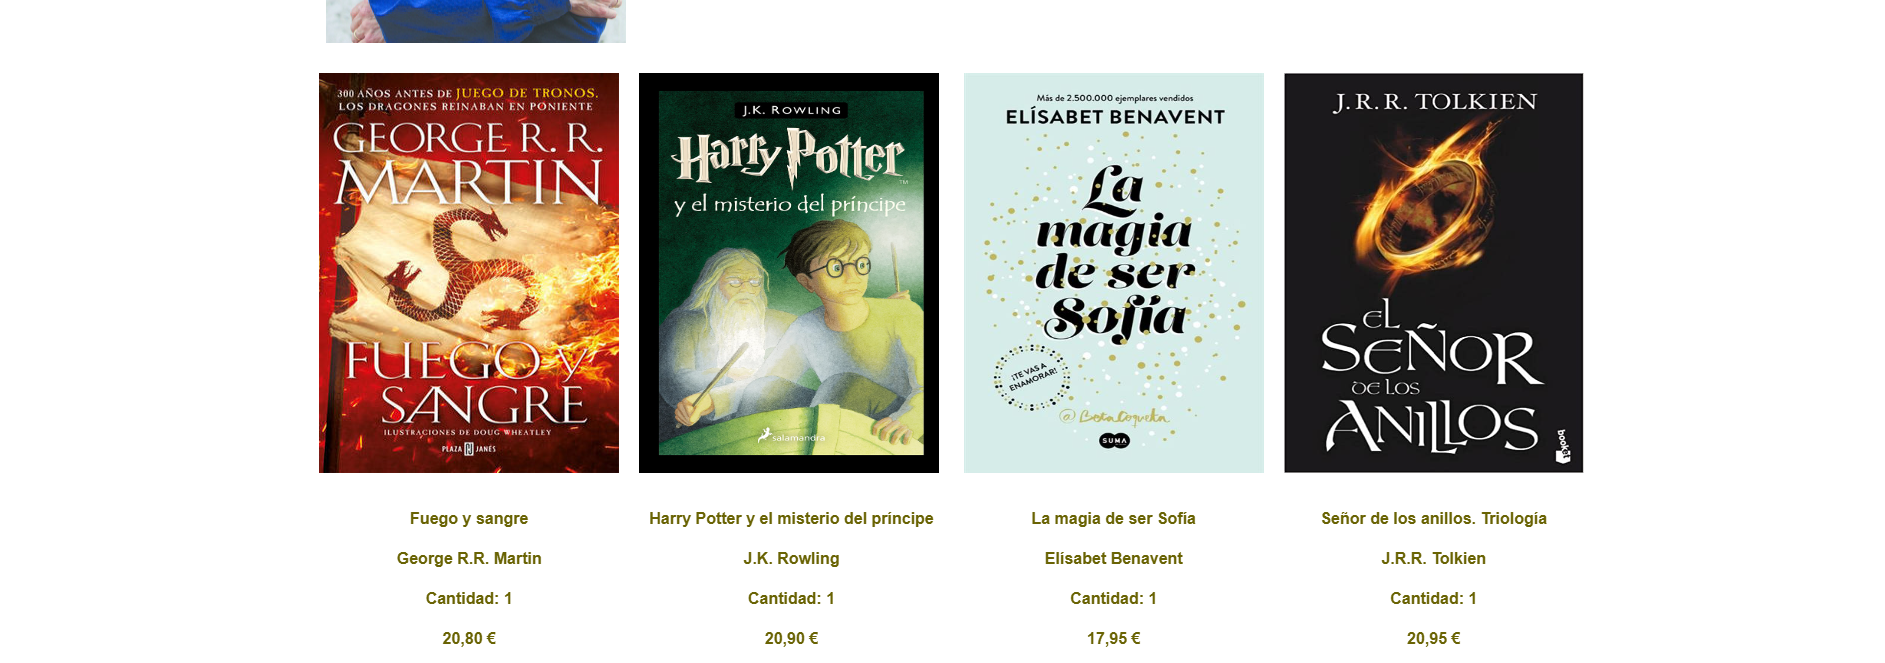 300 AÑOS ANTES DE JUEGO DE TRONOS,
LOS DRAGONES REINABAN EN PONIENTE
GEORGE R. R.
MARTIN
FUEGO y
SANGRE
ILUSTRACIONES DE DOUG WHEATLEY
PLAZA JANÉS
J.K. ROWLING
Harry Potter
TM
y el misterio del príncipe
salamandra
Más de 2.500.000 ejemplares vendidos
ELÍSABET BENAVENT
La
magia
de ser
Sofía
¡TE VAS A
ENAMORAR!
@BetaCoqueta
SUMA
J.R.R. TOLKIEN
EL
SEÑOR
DE LOS
ANILLOS
booket
Fuego y sangre
George R.R. Martin
Cantidad: 1
20,80 €
Harry Potter y el misterio del príncipe
J.K. Rowling
Cantidad: 1
20,90 €
La magia de ser Sofía
Elísabet Benavent
Cantidad: 1
17,95 €
Señor de los anillos. Triología
J.R.R. Tolkien
Cantidad: 1
20,95 €